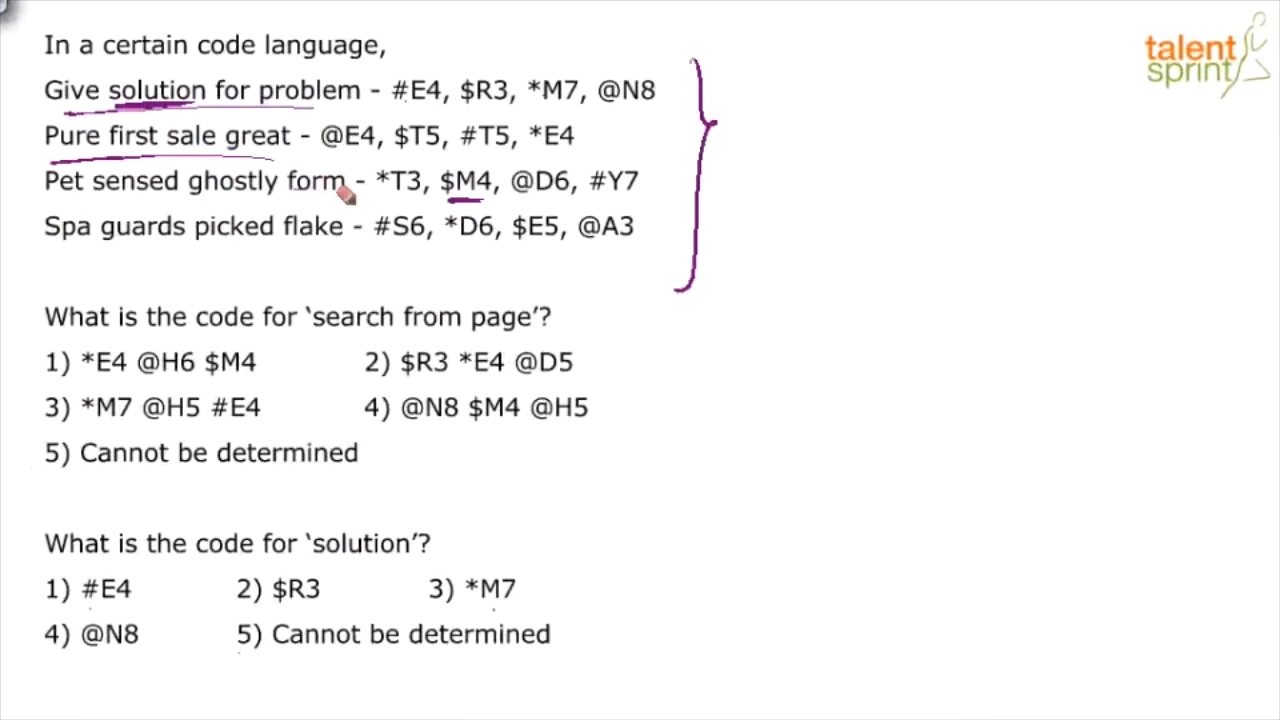 In a certain code language,
Give solution for problem - #E4, $R3, *M7, @N8
Pure first sale great - @E4, $T5, #T5, *E4
Pet sensed ghostly form - *T3, $M4, @D6, #Y7
Spa guards picked flake - #S6, *D6, $E5, @A3
What is the code for ‘search from page’?
1) *E4 @H6 $M4 2) $R3 *E4 @D5
3) *M7 @H5 #E4 4) @N8 $M4 @H5
5) Cannot be determined
What is the code for ‘solution’?
1) #E4 2) $R3 3) *M7
4) @N8 5) Cannot be determined
talent
sprint